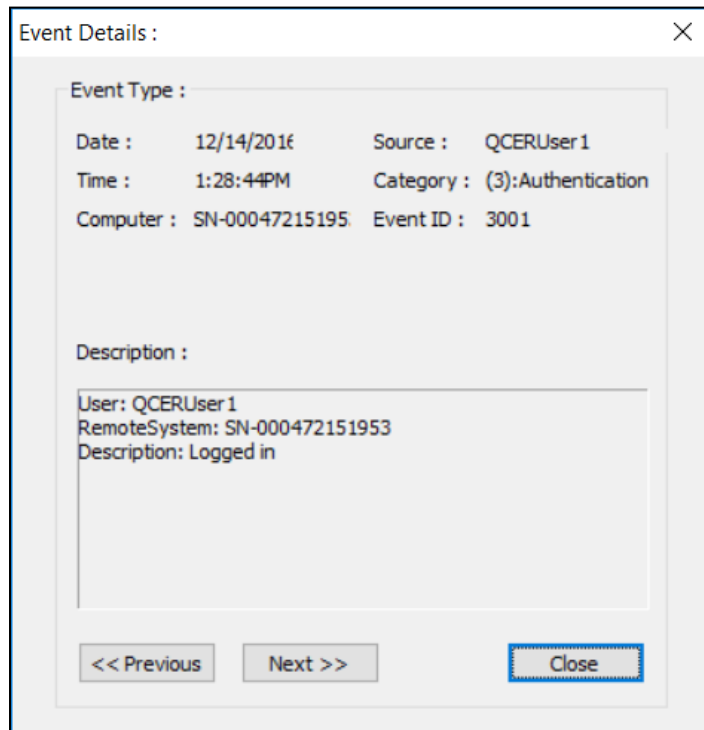 Event Details :
Event Type :
Date : 12/14/2016 Source : QCERUser1
Time : 1:28:44PM Category : (3):Authentication
Computer : SN-00047215195 Event ID : 3001
Description :
User: QCERUser1
RemoteSystem: SN-000472151953
Description: Logged in
<< Previous Next >> Close